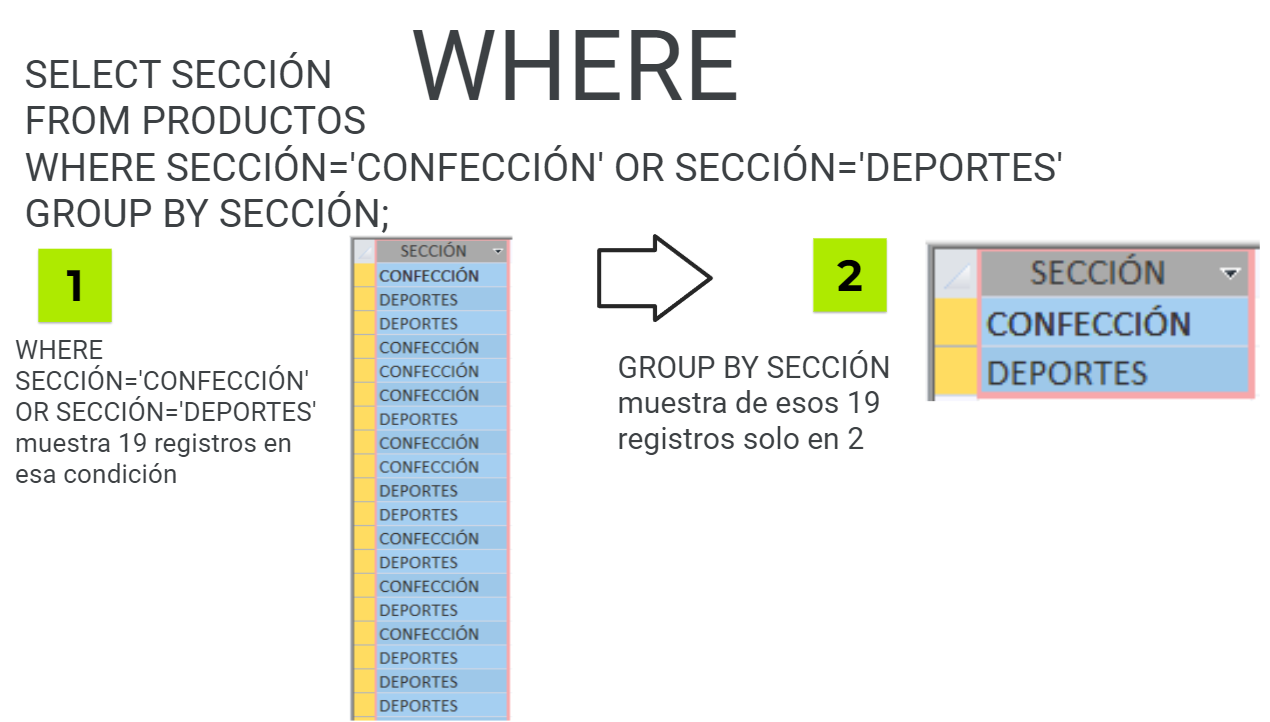 WHERE
SELECT SECCIÓN
FROM PRODUCTOS
WHERE SECCIÓN='CONFECCIÓN' OR SECCIÓN='DEPORTES'
GROUP BY SECCIÓN;
1
WHERE
SECCIÓN='CONFECCIÓN'
OR SECCIÓN='DEPORTES'
muestra 19 registros en
esa condición
SECCIÓN
CONFECCIÓN
DEPORTES
DEPORTES
CONFECCIÓN
CONFECCIÓN
CONFECCIÓN
DEPORTES
CONFECCIÓN
CONFECCIÓN
DEPORTES
DEPORTES
CONFECCIÓN
DEPORTES
CONFECCIÓN
DEPORTES
CONFECCIÓN
DEPORTES
DEPORTES
DEPORTES
2
GROUP BY SECCIÓN
muestra de esos 19
registros solo en 2
SECCIÓN
CONFECCIÓN
DEPORTES